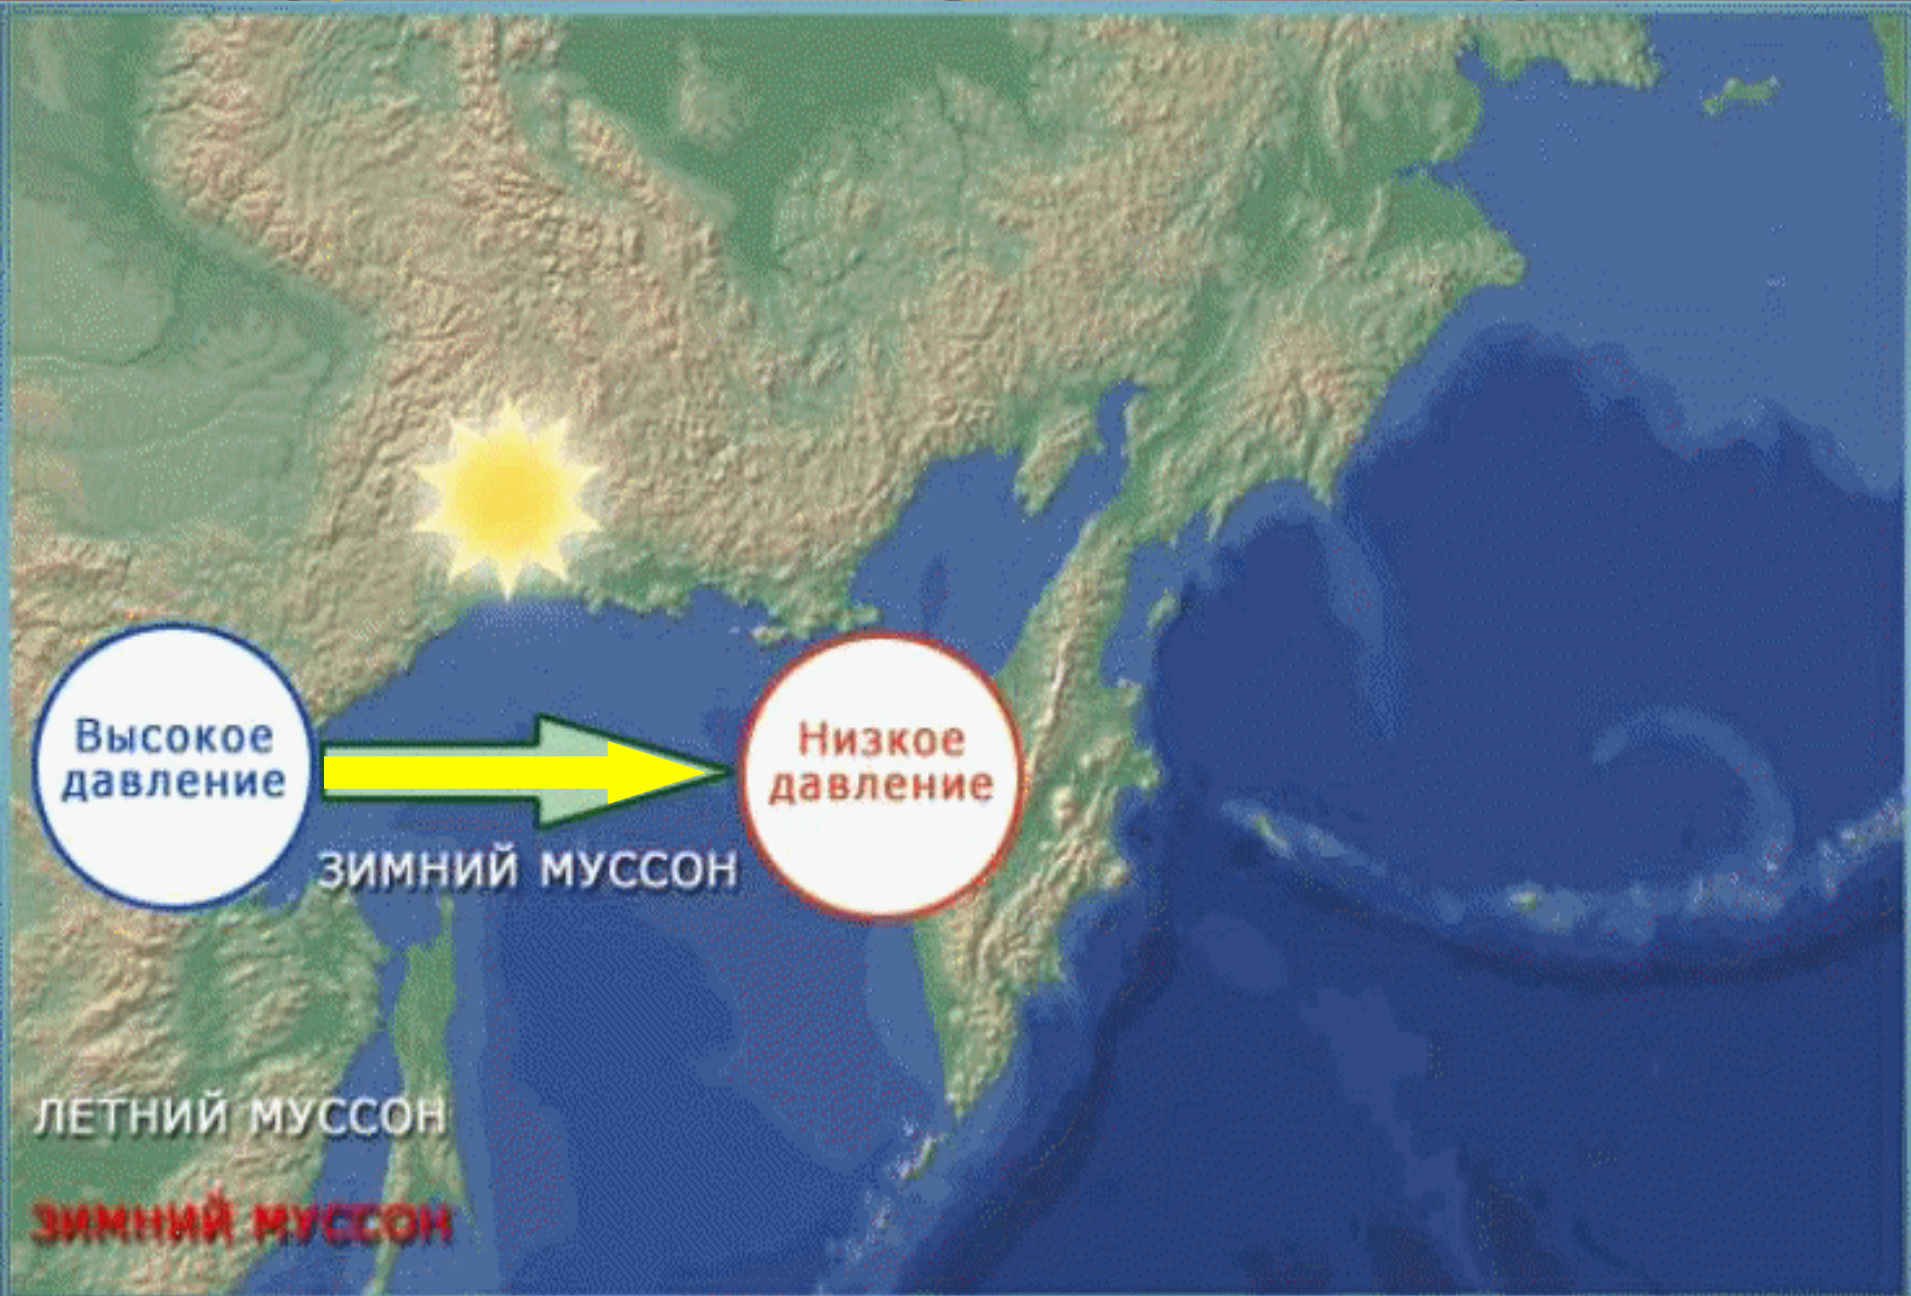 Высокое
давление
Низкое
давление
ЗИМНИЙ МУССОН
ЛЕТНИЙ МУССОН
ЗИМНИЙ МУССОН